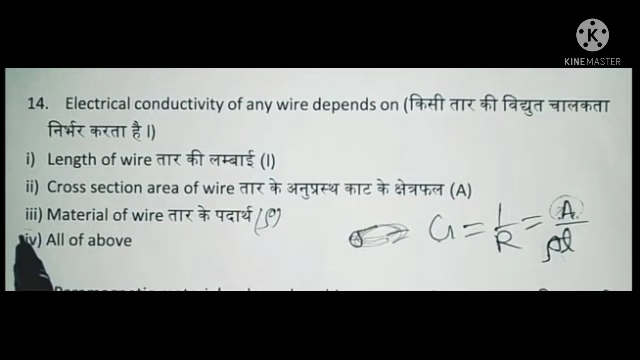 KINEMASTER
14. Electrical conductivity of any wire depends on (किसी तार की विद्युत चालकता
निर्भर करता है ।)
i) Length of wire तार की लम्बाई (l)
ii) Cross section area of wire तार के अनुप्रस्थ काट के क्षेत्रफल (A)
iii) Material of wire तार के पदार्थ (ρ)
G = 1/R = A/ρl
iv) All of above